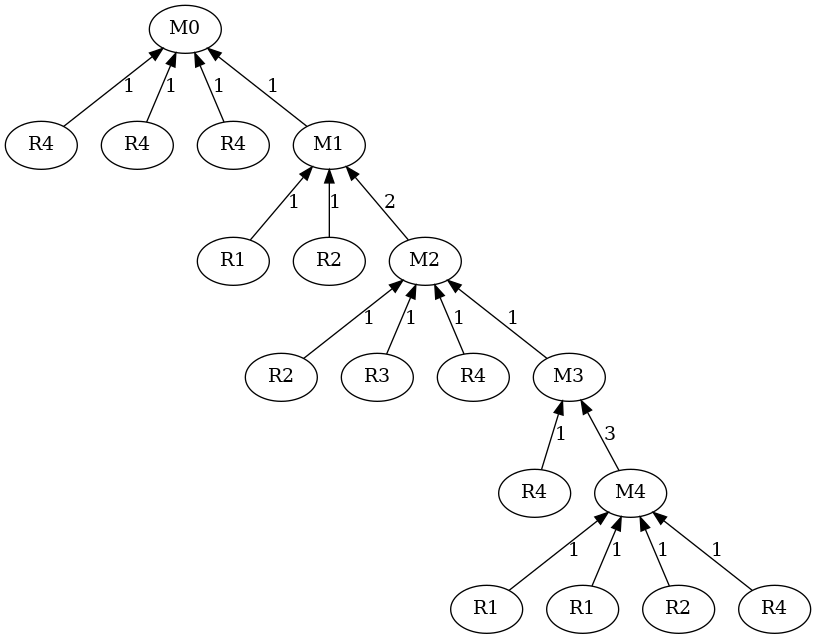 M0
1 1 1 1
R4 R4 R4 M1
1 1 2
R1 R2 M2
1 1 1 1
R2 R3 R4 M3
1 3
R4 M4
1 1 1 1
R1 R1 R2 R4